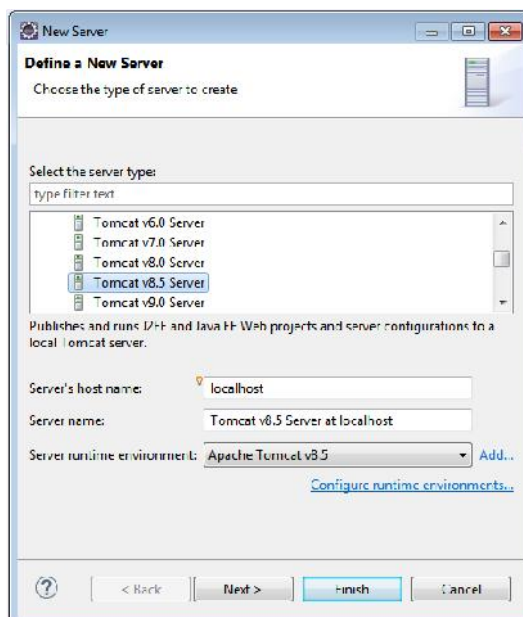 New Server
Define a New Server
Choose the type of server to create
Select the server type:
type filter text
Tomcat v6.0 Server
Tomcat v7.0 Server
Tomcat v8.0 Server
Tomcat v8.5 Server
Tomcat v9.0 Server
Publishes and runs J2EE and Java EE Web projects and server configurations to a
local Tomcat server.
Server's host name: localhost
Server name: Tomcat v8.5 Server at localhost
Server runtime environment: Apache Tomcat v8.5 Add...
Configure runtime environments...
? < Back Next > Finish Cancel